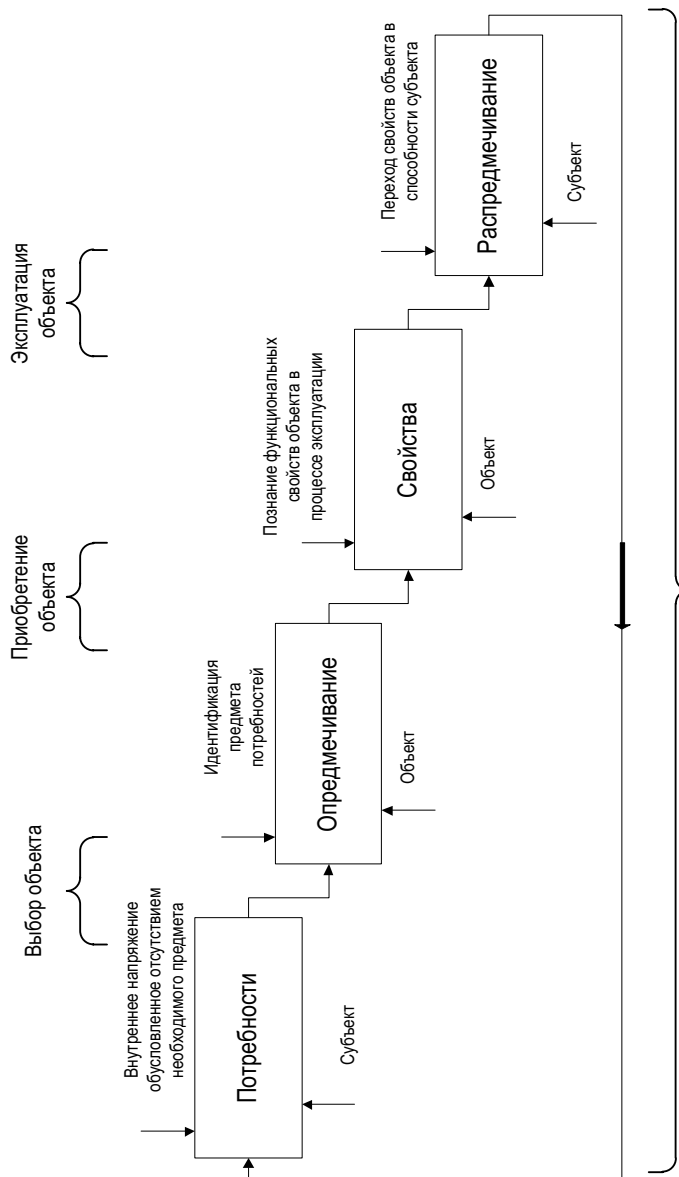 Выбор объекта
Приобретение
объекта
Эксплуатация
объекта
Внутреннее напряжение
обусловленное отсутствием
необходимого предмета
Потребности
Субъект
Идентификация
предмета
потребностей
Опредмечивание
Объект
Познание функциональных
свойств объекта в
процессе эксплуатации
Свойства
Объект
Переход свойств объекта в
способности субъекта
Распредмечивание
Субъект